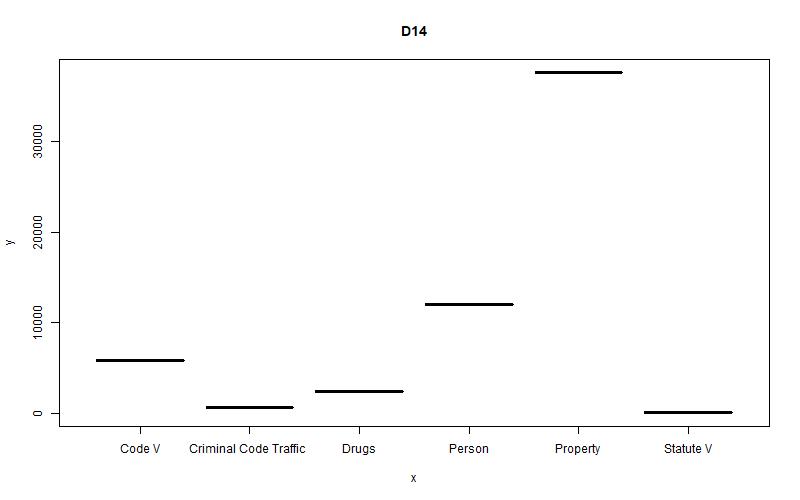 D14
y
30000
20000
10000
0
Code V Criminal Code Traffic Drugs Person Property Statute V
x